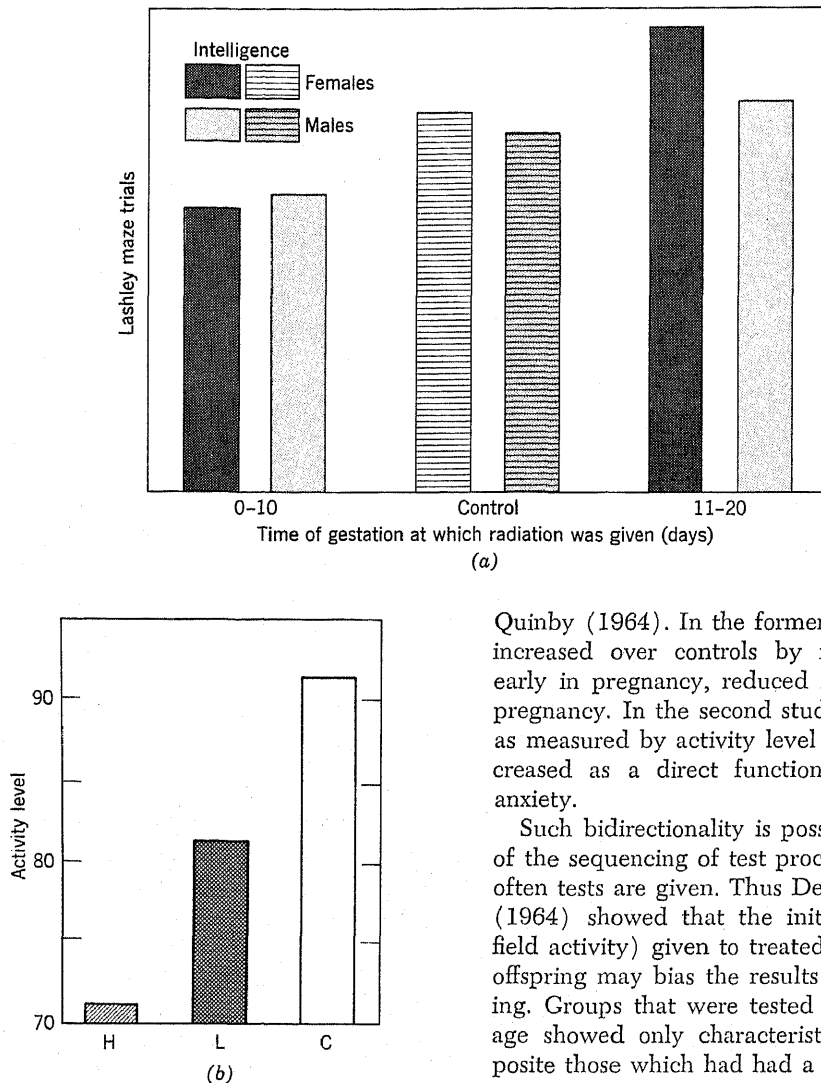 Intelligence
Females
Males
Lashley maze trials
0–10
Control
11–20
Time of gestation at which radiation was given (days)
(a)
Activity level
90
80
70
H
L
C
(b)
Quinby (1964). In the former
increased over controls by
early in pregnancy, reduced
pregnancy. In the second stud
as measured by activity level
creased as a direct function
anxiety.
Such bidirectionality is poss
of the sequencing of test proc
often tests are given. Thus De
(1964) showed that the init
field activity) given to treated
offspring may bias the results
ing. Groups that were tested
age showed only characterist
posite those which had had a